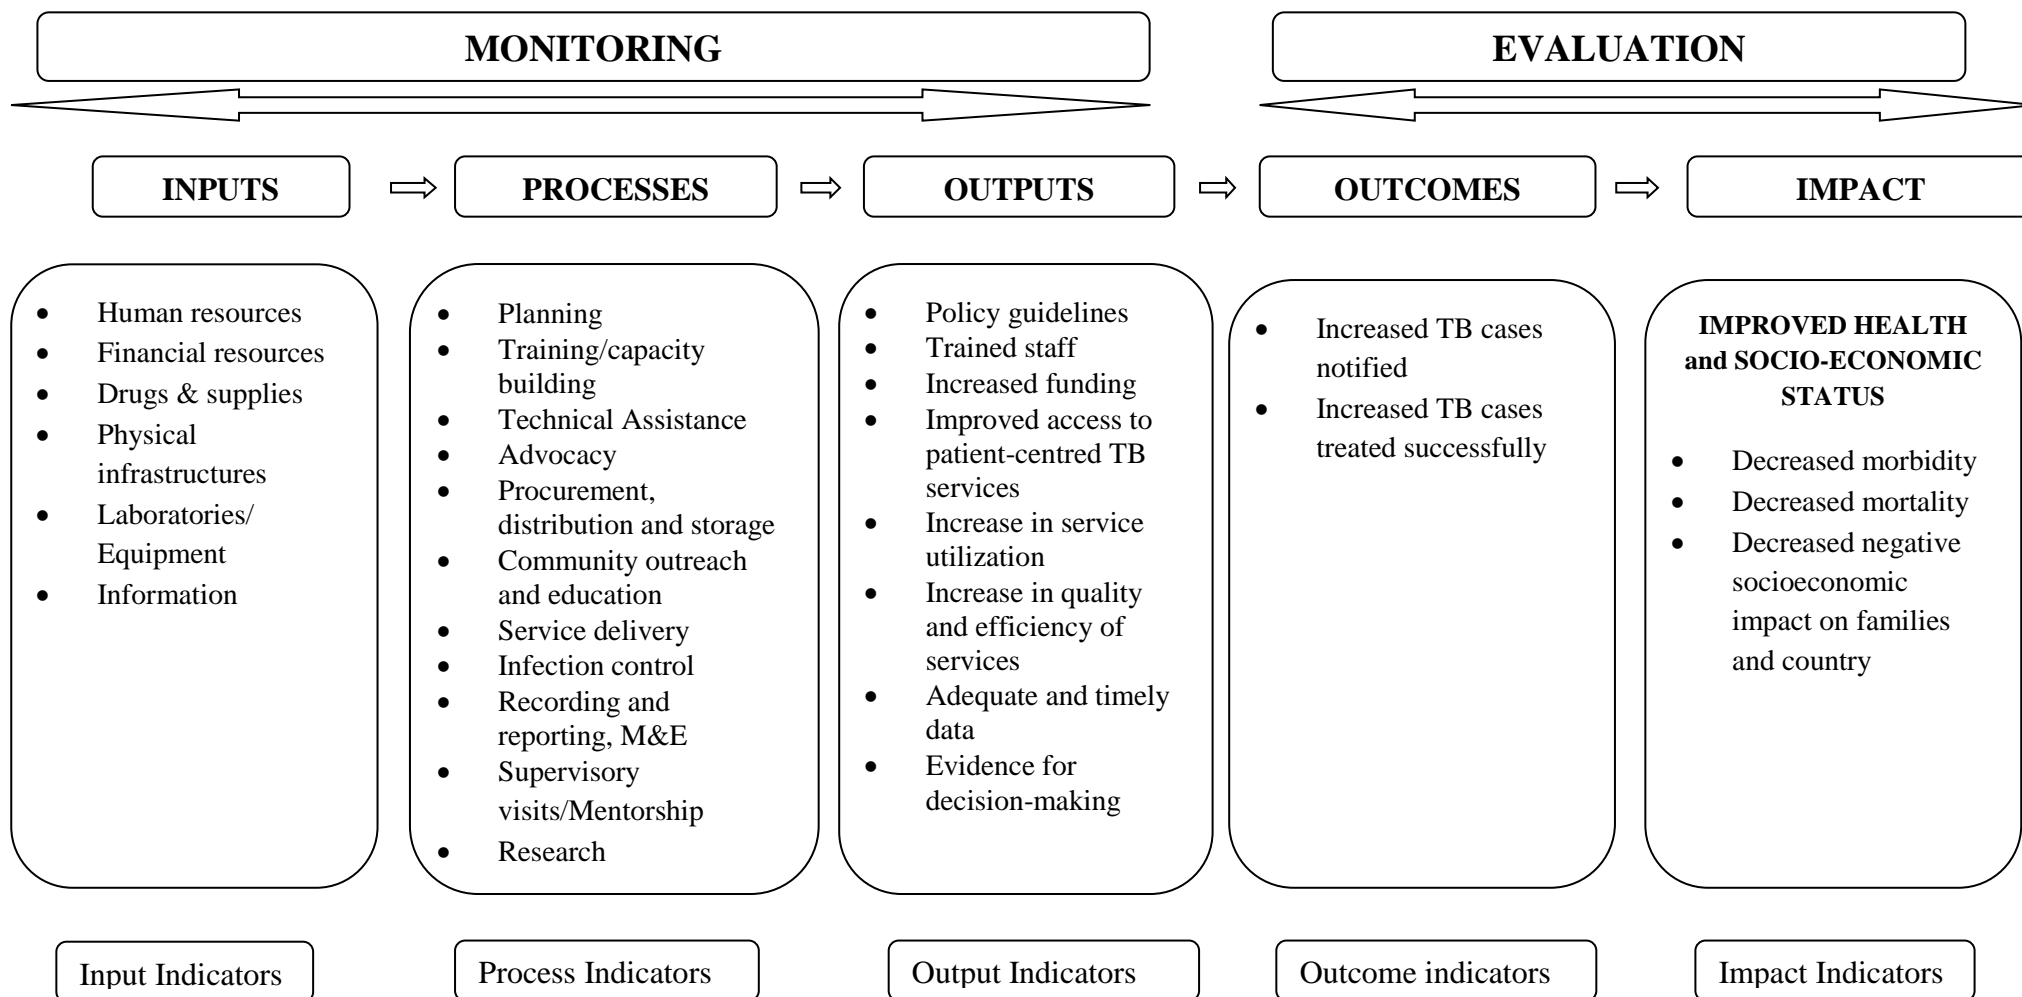 MONITORING
EVALUATION
INPUTS
PROCESSES
OUTPUTS
OUTCOMES
IMPACT
• Human resources
• Financial resources
• Drugs & supplies
• Physical
infrastructures
• Laboratories/
Equipment
• Information
• Planning
• Training/capacity
building
• Technical Assistance
• Advocacy
• Procurement,
distribution and storage
• Community outreach
and education
• Service delivery
• Infection control
• Recording and
reporting, M&E
• Supervisory
visits/Mentorship
• Research
• Policy guidelines
• Trained staff
• Increased funding
• Improved access to
patient-centred TB
services
• Increase in service
utilization
• Increase in quality
and efficiency of
services
• Adequate and timely
data
• Evidence for
decision-making
• Increased TB cases
notified
• Increased TB cases
treated successfully
IMPROVED HEALTH
and SOCIO-ECONOMIC
STATUS
• Decreased morbidity
• Decreased mortality
• Decreased negative
socioeconomic
impact on families
and country
Input Indicators
Process Indicators
Output Indicators
Outcome indicators
Impact Indicators